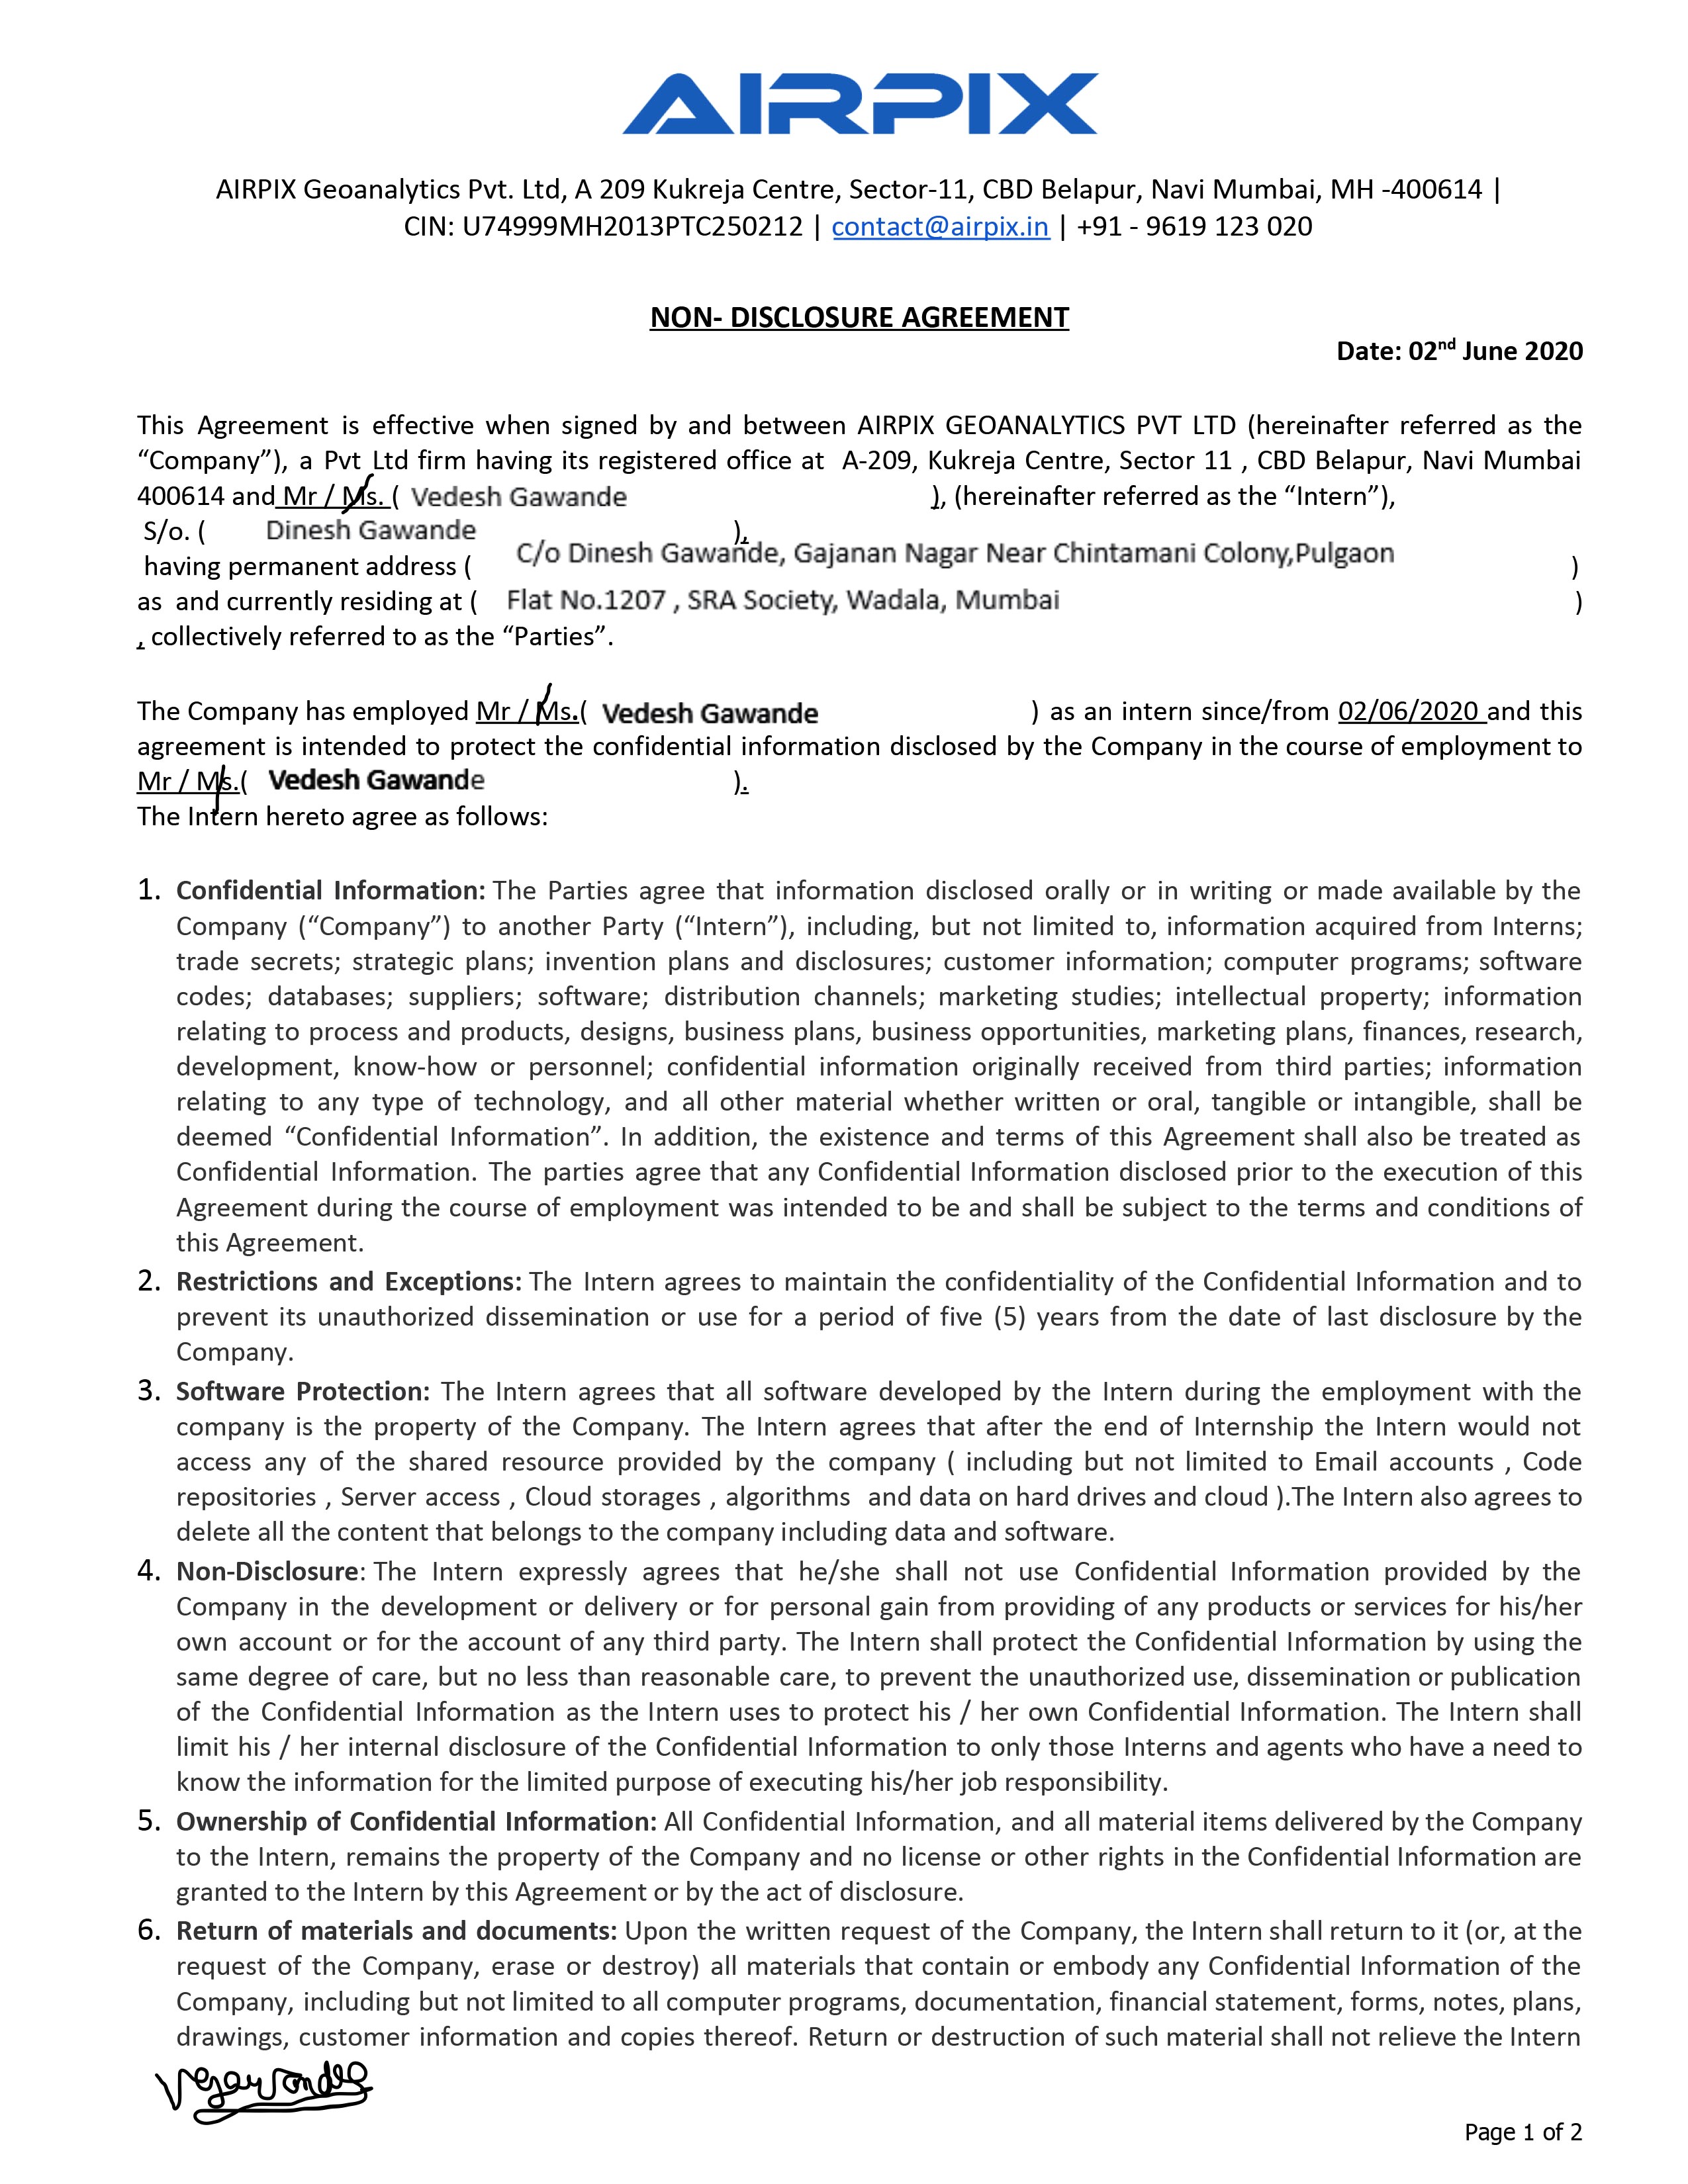 AIRPIX
AIRPIX Geoanalytics Pvt. Ltd, A 209 Kukreja Centre, Sector-11, CBD Belapur, Navi Mumbai, MH -400614 |
CIN: U74999MH2013PTC250212 | contact@airpix.in | +91 - 9619 123 020
NON- DISCLOSURE AGREEMENT
Date: 02nd June 2020
This Agreement is effective when signed by and between AIRPIX GEOANALYTICS PVT LTD (hereinafter referred as the
“Company”), a Pvt Ltd firm having its registered office at A-209, Kukreja Centre, Sector 11 , CBD Belapur, Navi Mumbai
400614 and Mr / Ms. ( Vedesh Gawande ), (hereinafter referred as the “Intern”),
S/o. ( Dinesh Gawande ),
having permanent address ( C/o Dinesh Gawande, Gajanan Nagar Near Chintamani Colony,Pulgaon )
as and currently residing at ( Flat No.1207 , SRA Society, Wadala, Mumbai )
, collectively referred to as the “Parties”.
The Company has employed Mr / Ms.( Vedesh Gawande ) as an intern since/from 02/06/2020 and this
agreement is intended to protect the confidential information disclosed by the Company in the course of employment to
Mr / Ms.( Vedesh Gawande ).
The Intern hereto agree as follows:
1. Confidential Information: The Parties agree that information disclosed orally or in writing or made available by the
Company (“Company”) to another Party (“Intern”), including, but not limited to, information acquired from Interns;
trade secrets; strategic plans; invention plans and disclosures; customer information; computer programs; software
codes; databases; suppliers; software; distribution channels; marketing studies; intellectual property; information
relating to process and products, designs, business plans, business opportunities, marketing plans, finances, research,
development, know-how or personnel; confidential information originally received from third parties; information
relating to any type of technology, and all other material whether written or oral, tangible or intangible, shall be
deemed “Confidential Information”. In addition, the existence and terms of this Agreement shall also be treated as
Confidential Information. The parties agree that any Confidential Information disclosed prior to the execution of this
Agreement during the course of employment was intended to be and shall be subject to the terms and conditions of
this Agreement.
2. Restrictions and Exceptions: The Intern agrees to maintain the confidentiality of the Confidential Information and to
prevent its unauthorized dissemination or use for a period of five (5) years from the date of last disclosure by the
Company.
3. Software Protection: The Intern agrees that all software developed by the Intern during the employment with the
company is the property of the Company. The Intern agrees that after the end of Internship the Intern would not
access any of the shared resource provided by the company ( including but not limited to Email accounts , Code
repositories , Server access , Cloud storages , algorithms and data on hard drives and cloud ).The Intern also agrees to
delete all the content that belongs to the company including data and software.
4. Non-Disclosure: The Intern expressly agrees that he/she shall not use Confidential Information provided by the
Company in the development or delivery or for personal gain from providing of any products or services for his/her
own account or for the account of any third party. The Intern shall protect the Confidential Information by using the
same degree of care, but no less than reasonable care, to prevent the unauthorized use, dissemination or publication
of the Confidential Information as the Intern uses to protect his / her own Confidential Information. The Intern shall
limit his / her internal disclosure of the Confidential Information to only those Interns and agents who have a need to
know the information for the limited purpose of executing his/her job responsibility.
5. Ownership of Confidential Information: All Confidential Information, and all material items delivered by the Company
to the Intern, remains the property of the Company and no license or other rights in the Confidential Information are
granted to the Intern by this Agreement or by the act of disclosure.
6. Return of materials and documents: Upon the written request of the Company, the Intern shall return to it (or, at the
request of the Company, erase or destroy) all materials that contain or embody any Confidential Information of the
Company, including but not limited to all computer programs, documentation, financial statement, forms, notes, plans,
drawings, customer information and copies thereof. Return or destruction of such material shall not relieve the Intern
Vgawande
Page 1 of 2